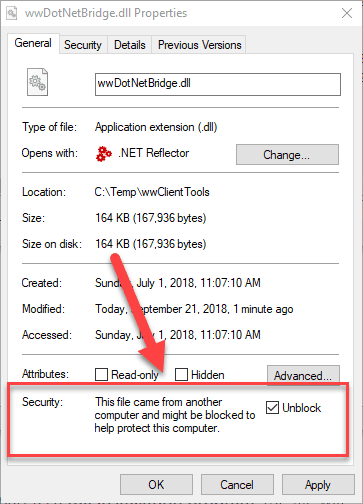 wwDotNetBridge.dll Properties
General Security Details Previous Versions
wwDotNetBridge.dll
Type of file: Application extension (.dll)
Opens with: .NET Reflector Change...
Location: C:\Temp\wwClientTools
Size: 164 KB (167,936 bytes)
Size on disk: 164 KB (167,936 bytes)
Created: Sunday, July 1, 2018, 11:07:10 AM
Modified: Today, September 21, 2018, 1 minute ago
Accessed: Sunday, July 1, 2018, 11:07:10 AM
Attributes: Read-only Hidden Advanced...
Security: This file came from another
computer and might be blocked to
help protect this computer.
Unblock
OK Cancel Apply